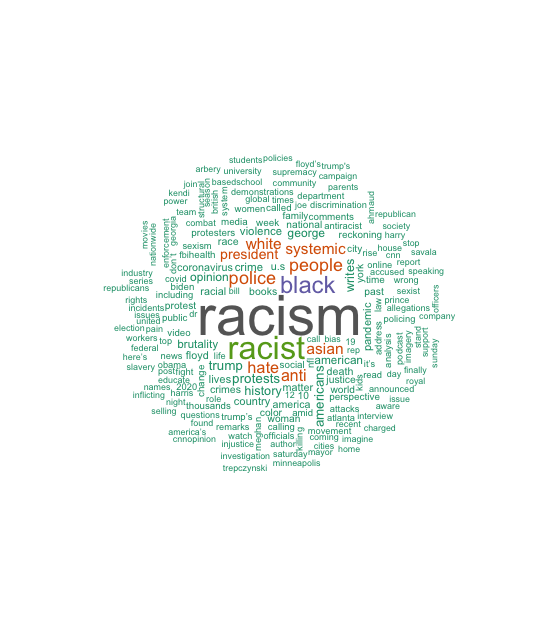 students policies
arbery university floyd's trump's
supremacy campaign
join basedschool community parents
kendi structural season demonstrations department
power british system global times joe discrimination ahmaud
team women called republican
georgia combat media week family comments
movies nationwide protesters violence national antiracist society
enforcement race white george reckoning harry
sexism systemic city stop
don't fbi health president u.s rise house savala
coronavirus crime people cnn report
industry covid opinion police writes york online accused speaking
series biden black time wrong
republicans including racial bill books past sexist
rights protest prince officers
incidents racism pandemic law allegations
issues public dr address company
united policing
election pain video call bias 19 stand
workers top brutality racist asian rep analysis podcast imagery support
federal news floyd life american it's sunday
here's trump hate social nfl death read day finally
slavery obama
post fight lives protests anti justice kids royal
educate change history matter world announced
names 2020 crimes americans perspective issue
inflicting harris role country 12 10
night thousands america attacks aware
selling color amid atlanta interview
questions trump's woman recent
found remarks meghan calling movement charged
america's watch officials killing coming imagine
cnnopinion injustice author cities home
investigation saturday mayor
trepczynski minneapolis